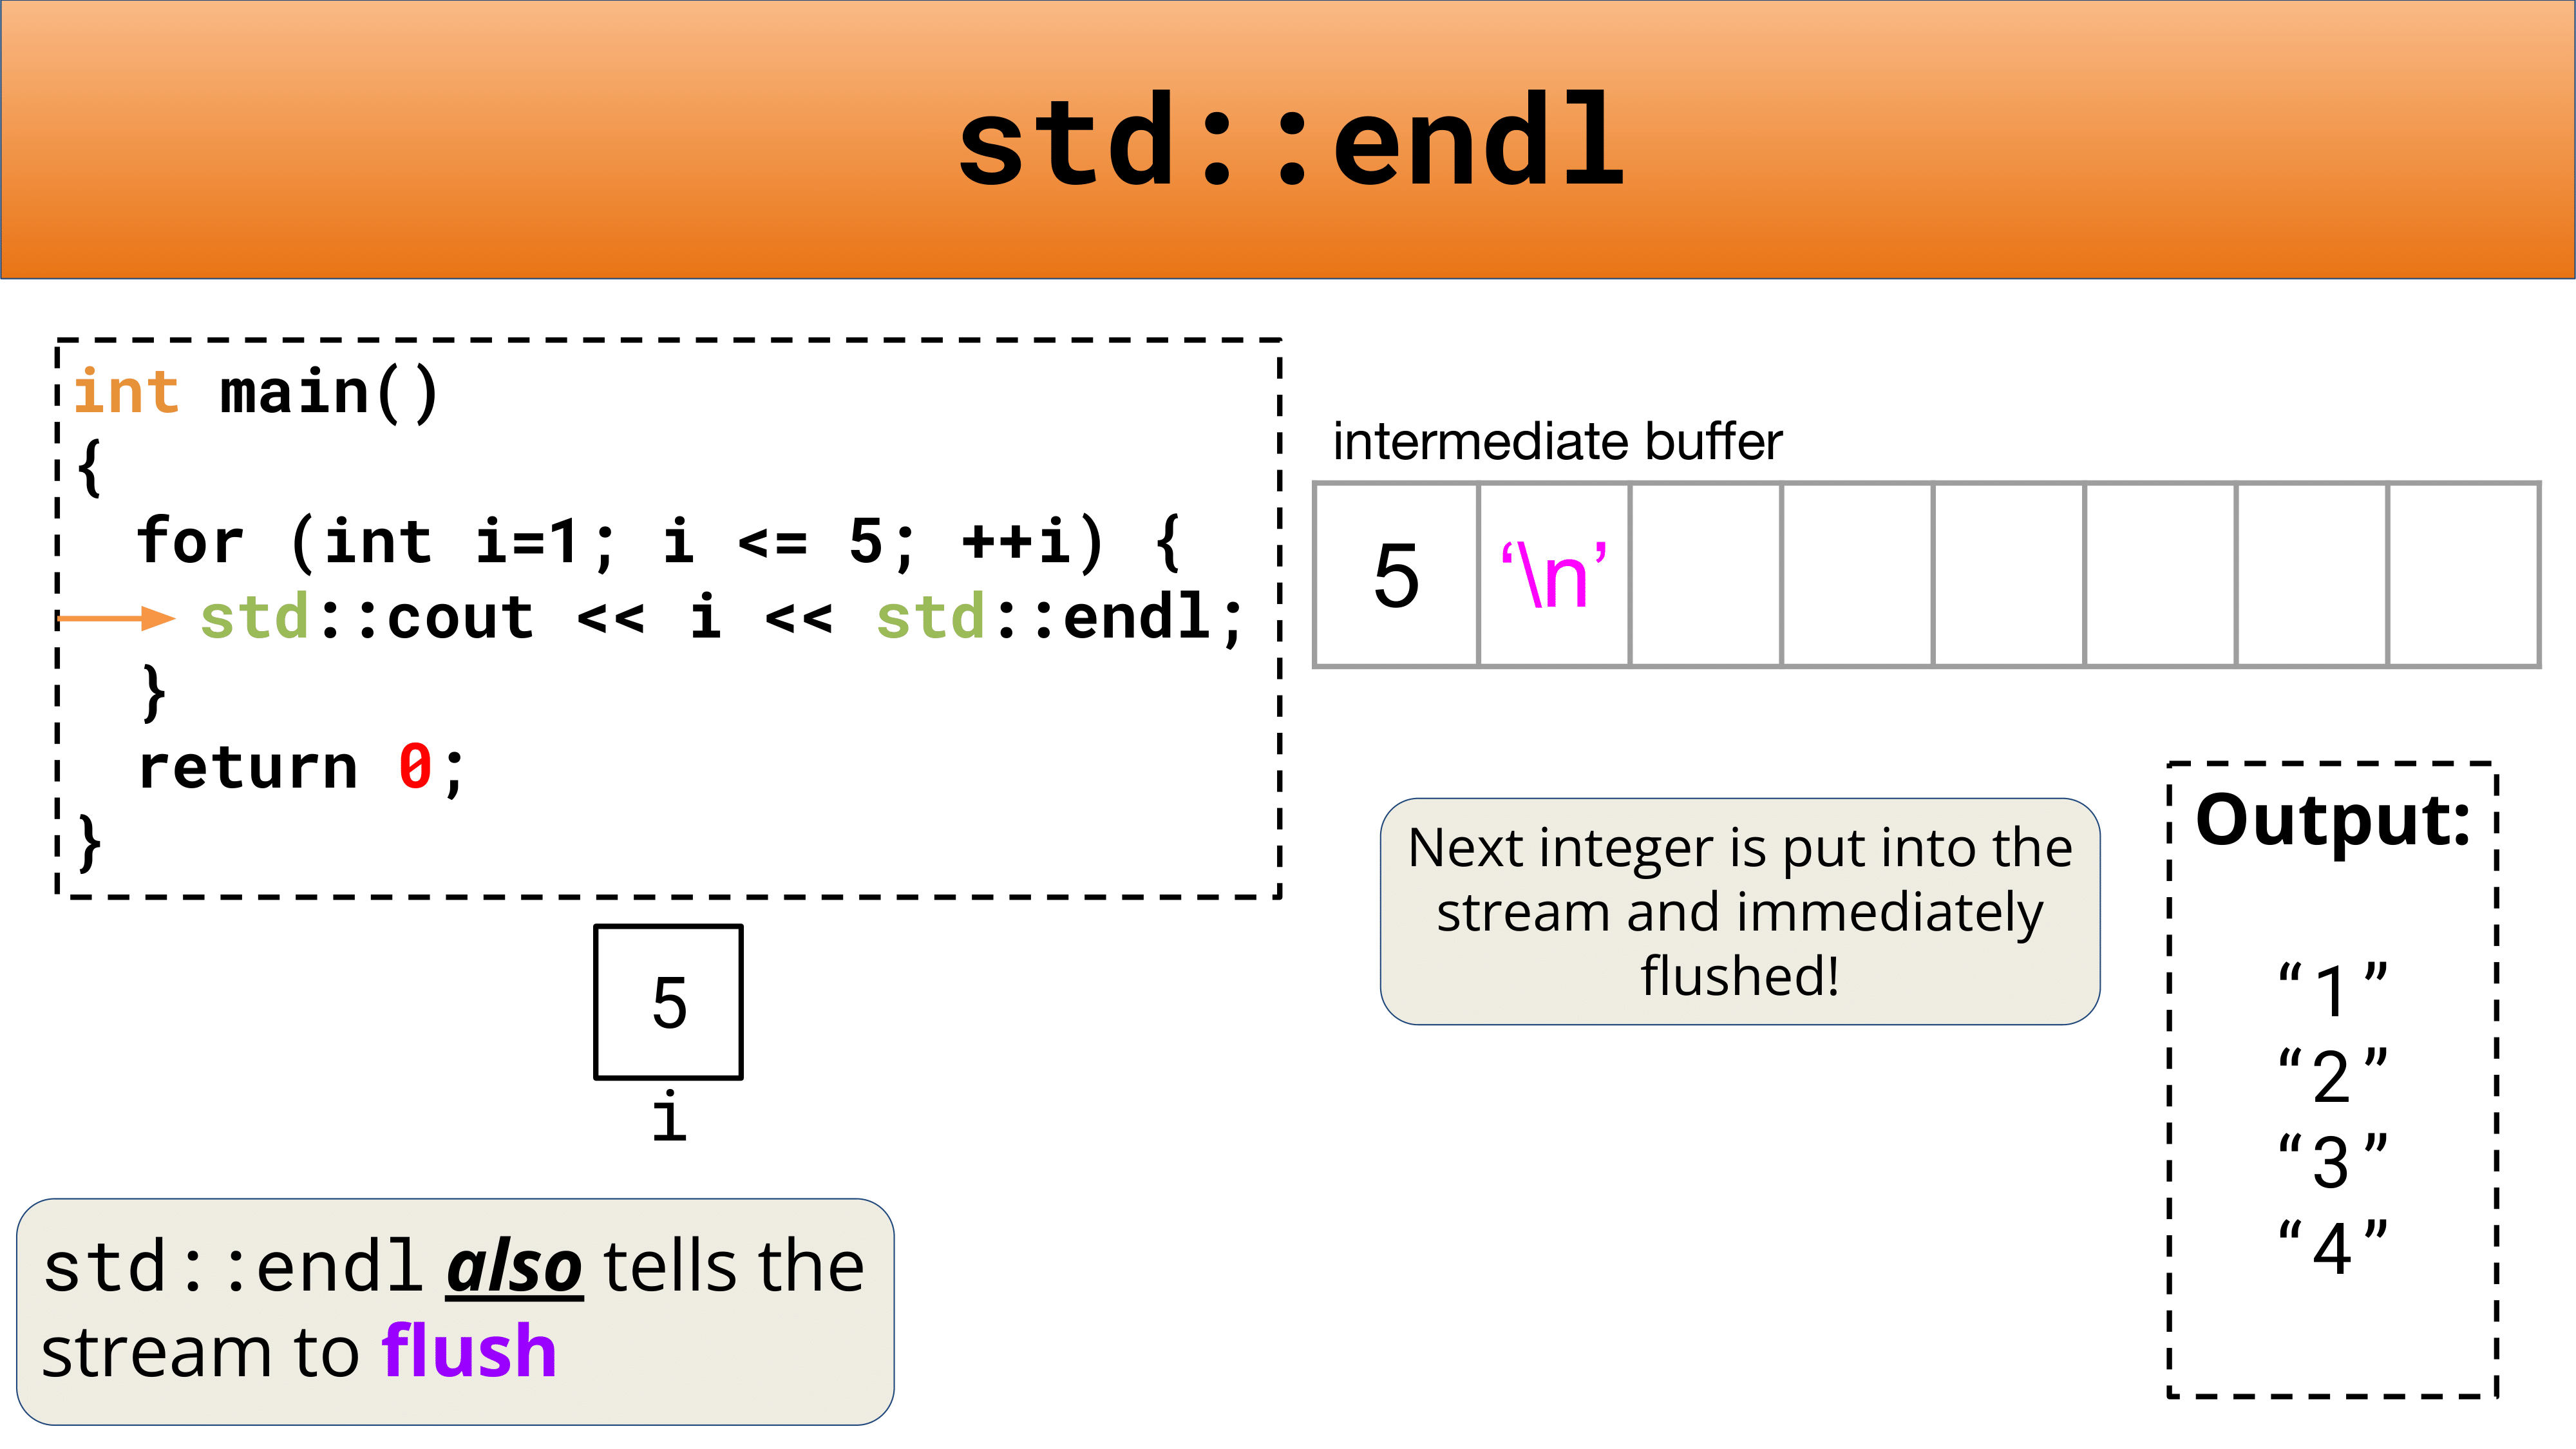 std::endl
int main()
{
  for (int i=1; i <= 5; ++i) {
    std::cout << i << std::endl;
  }
  return 0;
}
intermediate buffer
5 ‘\n’
5
i
Next integer is put into the
stream and immediately
flushed!
Output:
“1”
“2”
“3”
“4”
std::endl also tells the
stream to flush